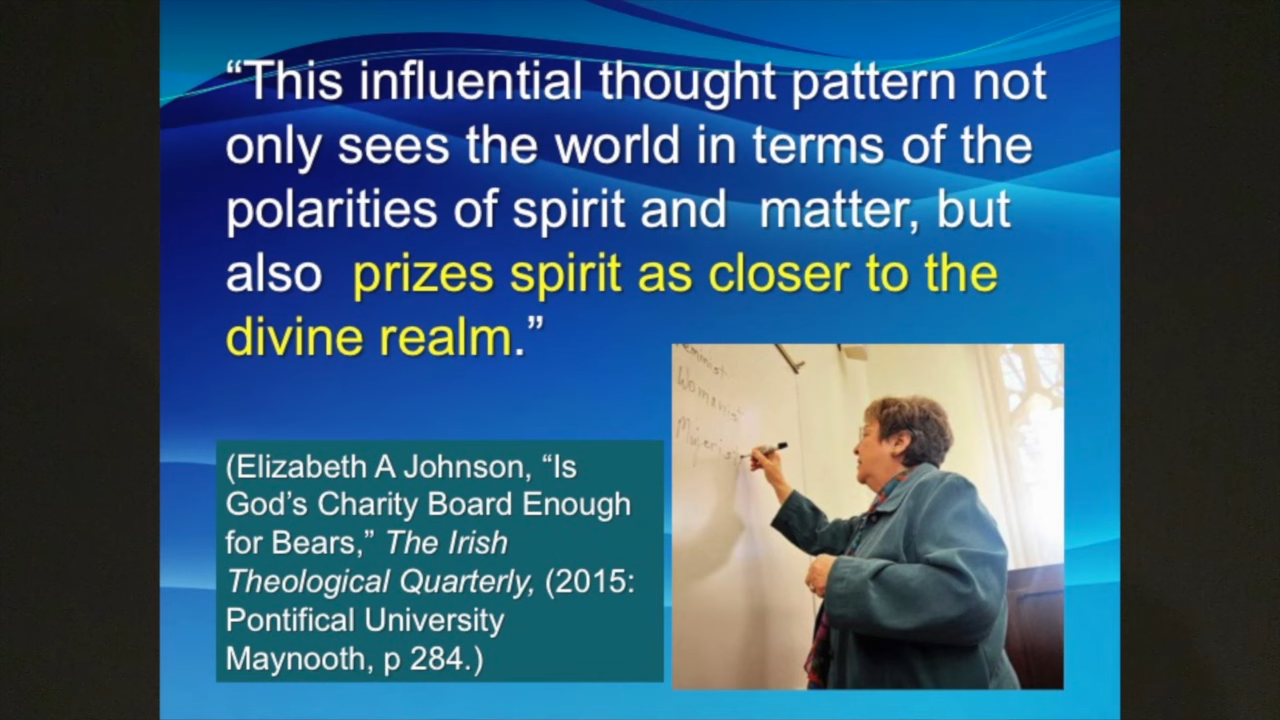 “This influential thought pattern not
only sees the world in terms of the
polarities of spirit and matter, but
also prizes spirit as closer to the
divine realm.”
(Elizabeth A Johnson, “Is
God’s Charity Board Enough
for Bears,” The Irish
Theological Quarterly, (2015:
Pontifical University
Maynooth, p 284.)
Womanist